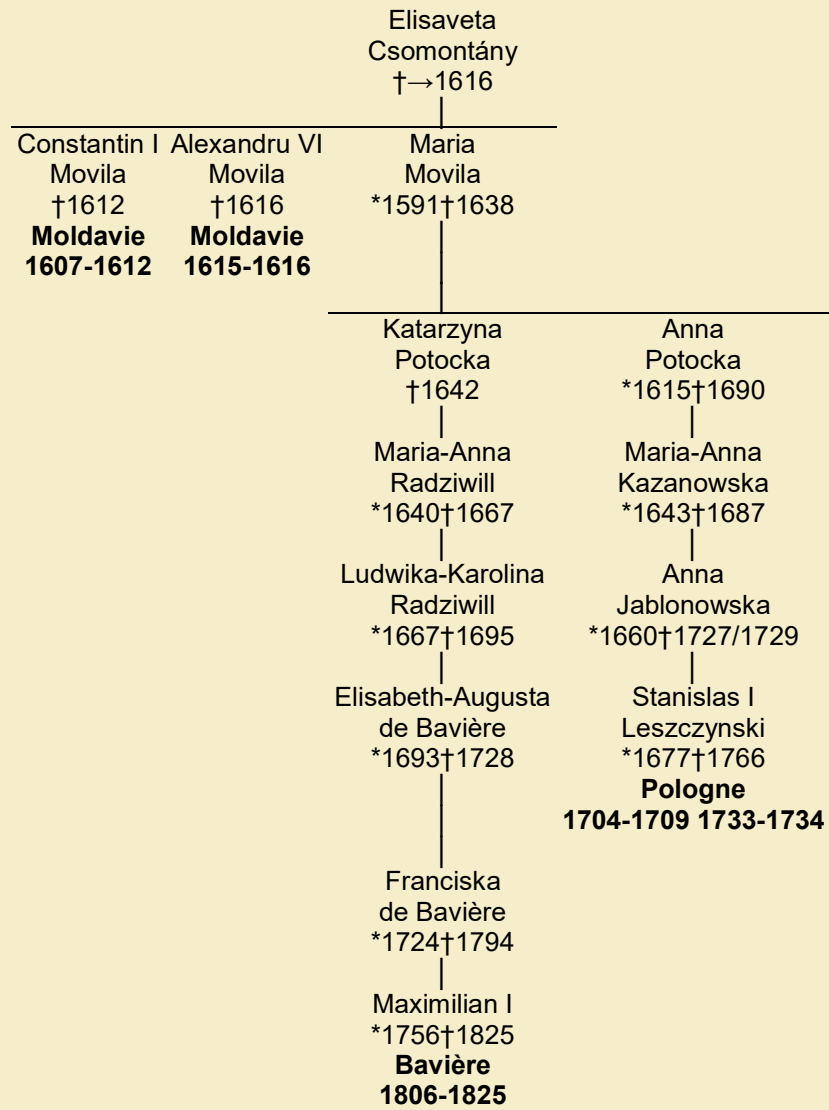 Elisaveta
Csomontány
†→1616
Constantin I Alexandru VI Maria
Movila Movila Movila
†1612 †1616 *1591†1638
Moldavie Moldavie
1607-1612 1615-1616
Katarzyna Anna
Potocka Potocka
†1642 *1615†1690
Maria-Anna Maria-Anna
Radziwill Kazanowska
*1640†1667 *1643†1687
Ludwika-Karolina Anna
Radziwill Jablonowska
*1667†1695 *1660†1727/1729
Elisabeth-Augusta Stanislas I
de Bavière Leszczynski
*1693†1728 *1677†1766
Pologne
1704-1709 1733-1734
Franciska
de Bavière
*1724†1794
Maximilian I
*1756†1825
Bavière
1806-1825